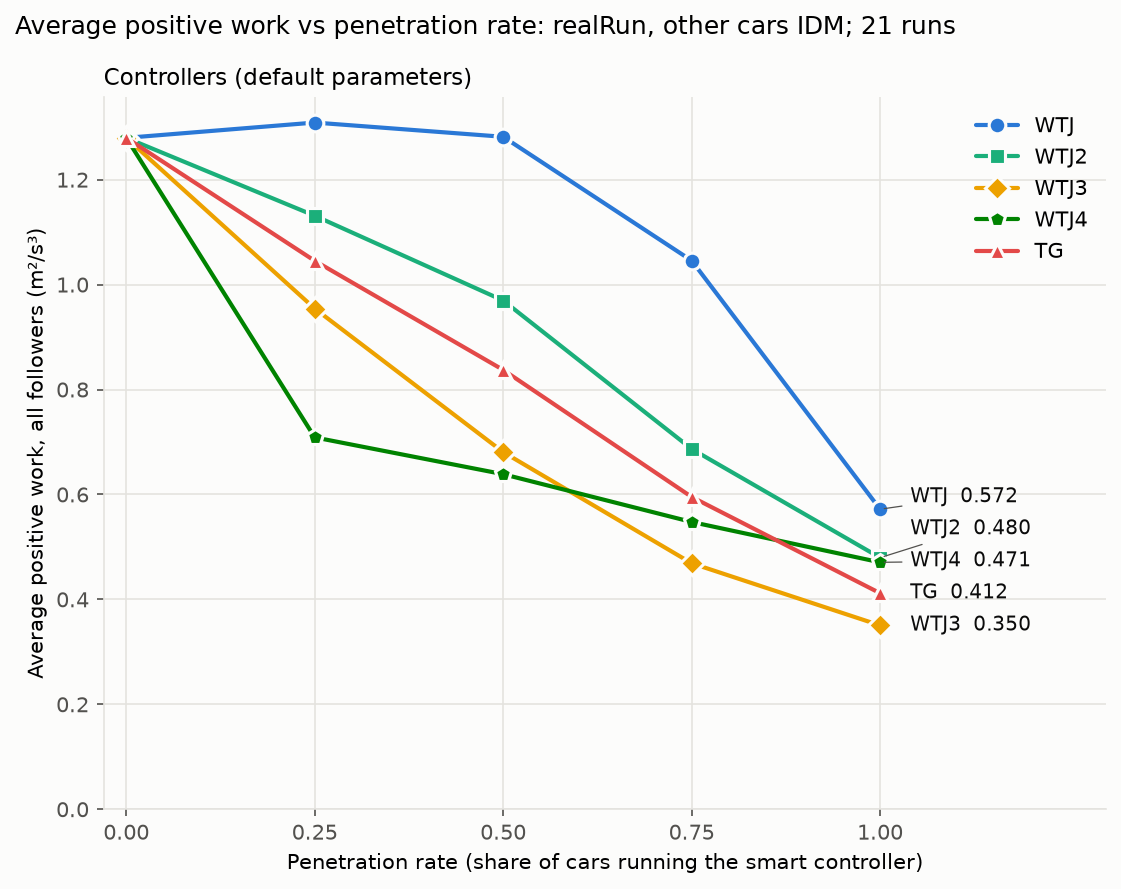 Average positive work vs penetration rate: realRun, other cars IDM; 21 runs
Controllers (default parameters)
WTJ
WTJ2
WTJ3
WTJ4
TG
Average positive work, all followers (m²/s³)
1.2
1.0
0.8
0.6
0.4
0.2
0.0
WTJ 0.572
WTJ2 0.480
WTJ4 0.471
TG 0.412
WTJ3 0.350
0.00 0.25 0.50 0.75 1.00
Penetration rate (share of cars running the smart controller)